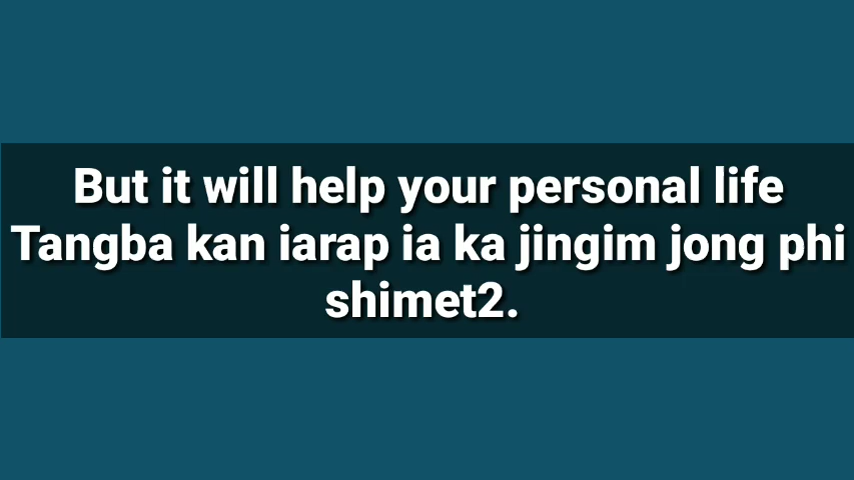 But it will help your personal life
Tangba kan iarap ia ka jingim jong phi
shimet2.